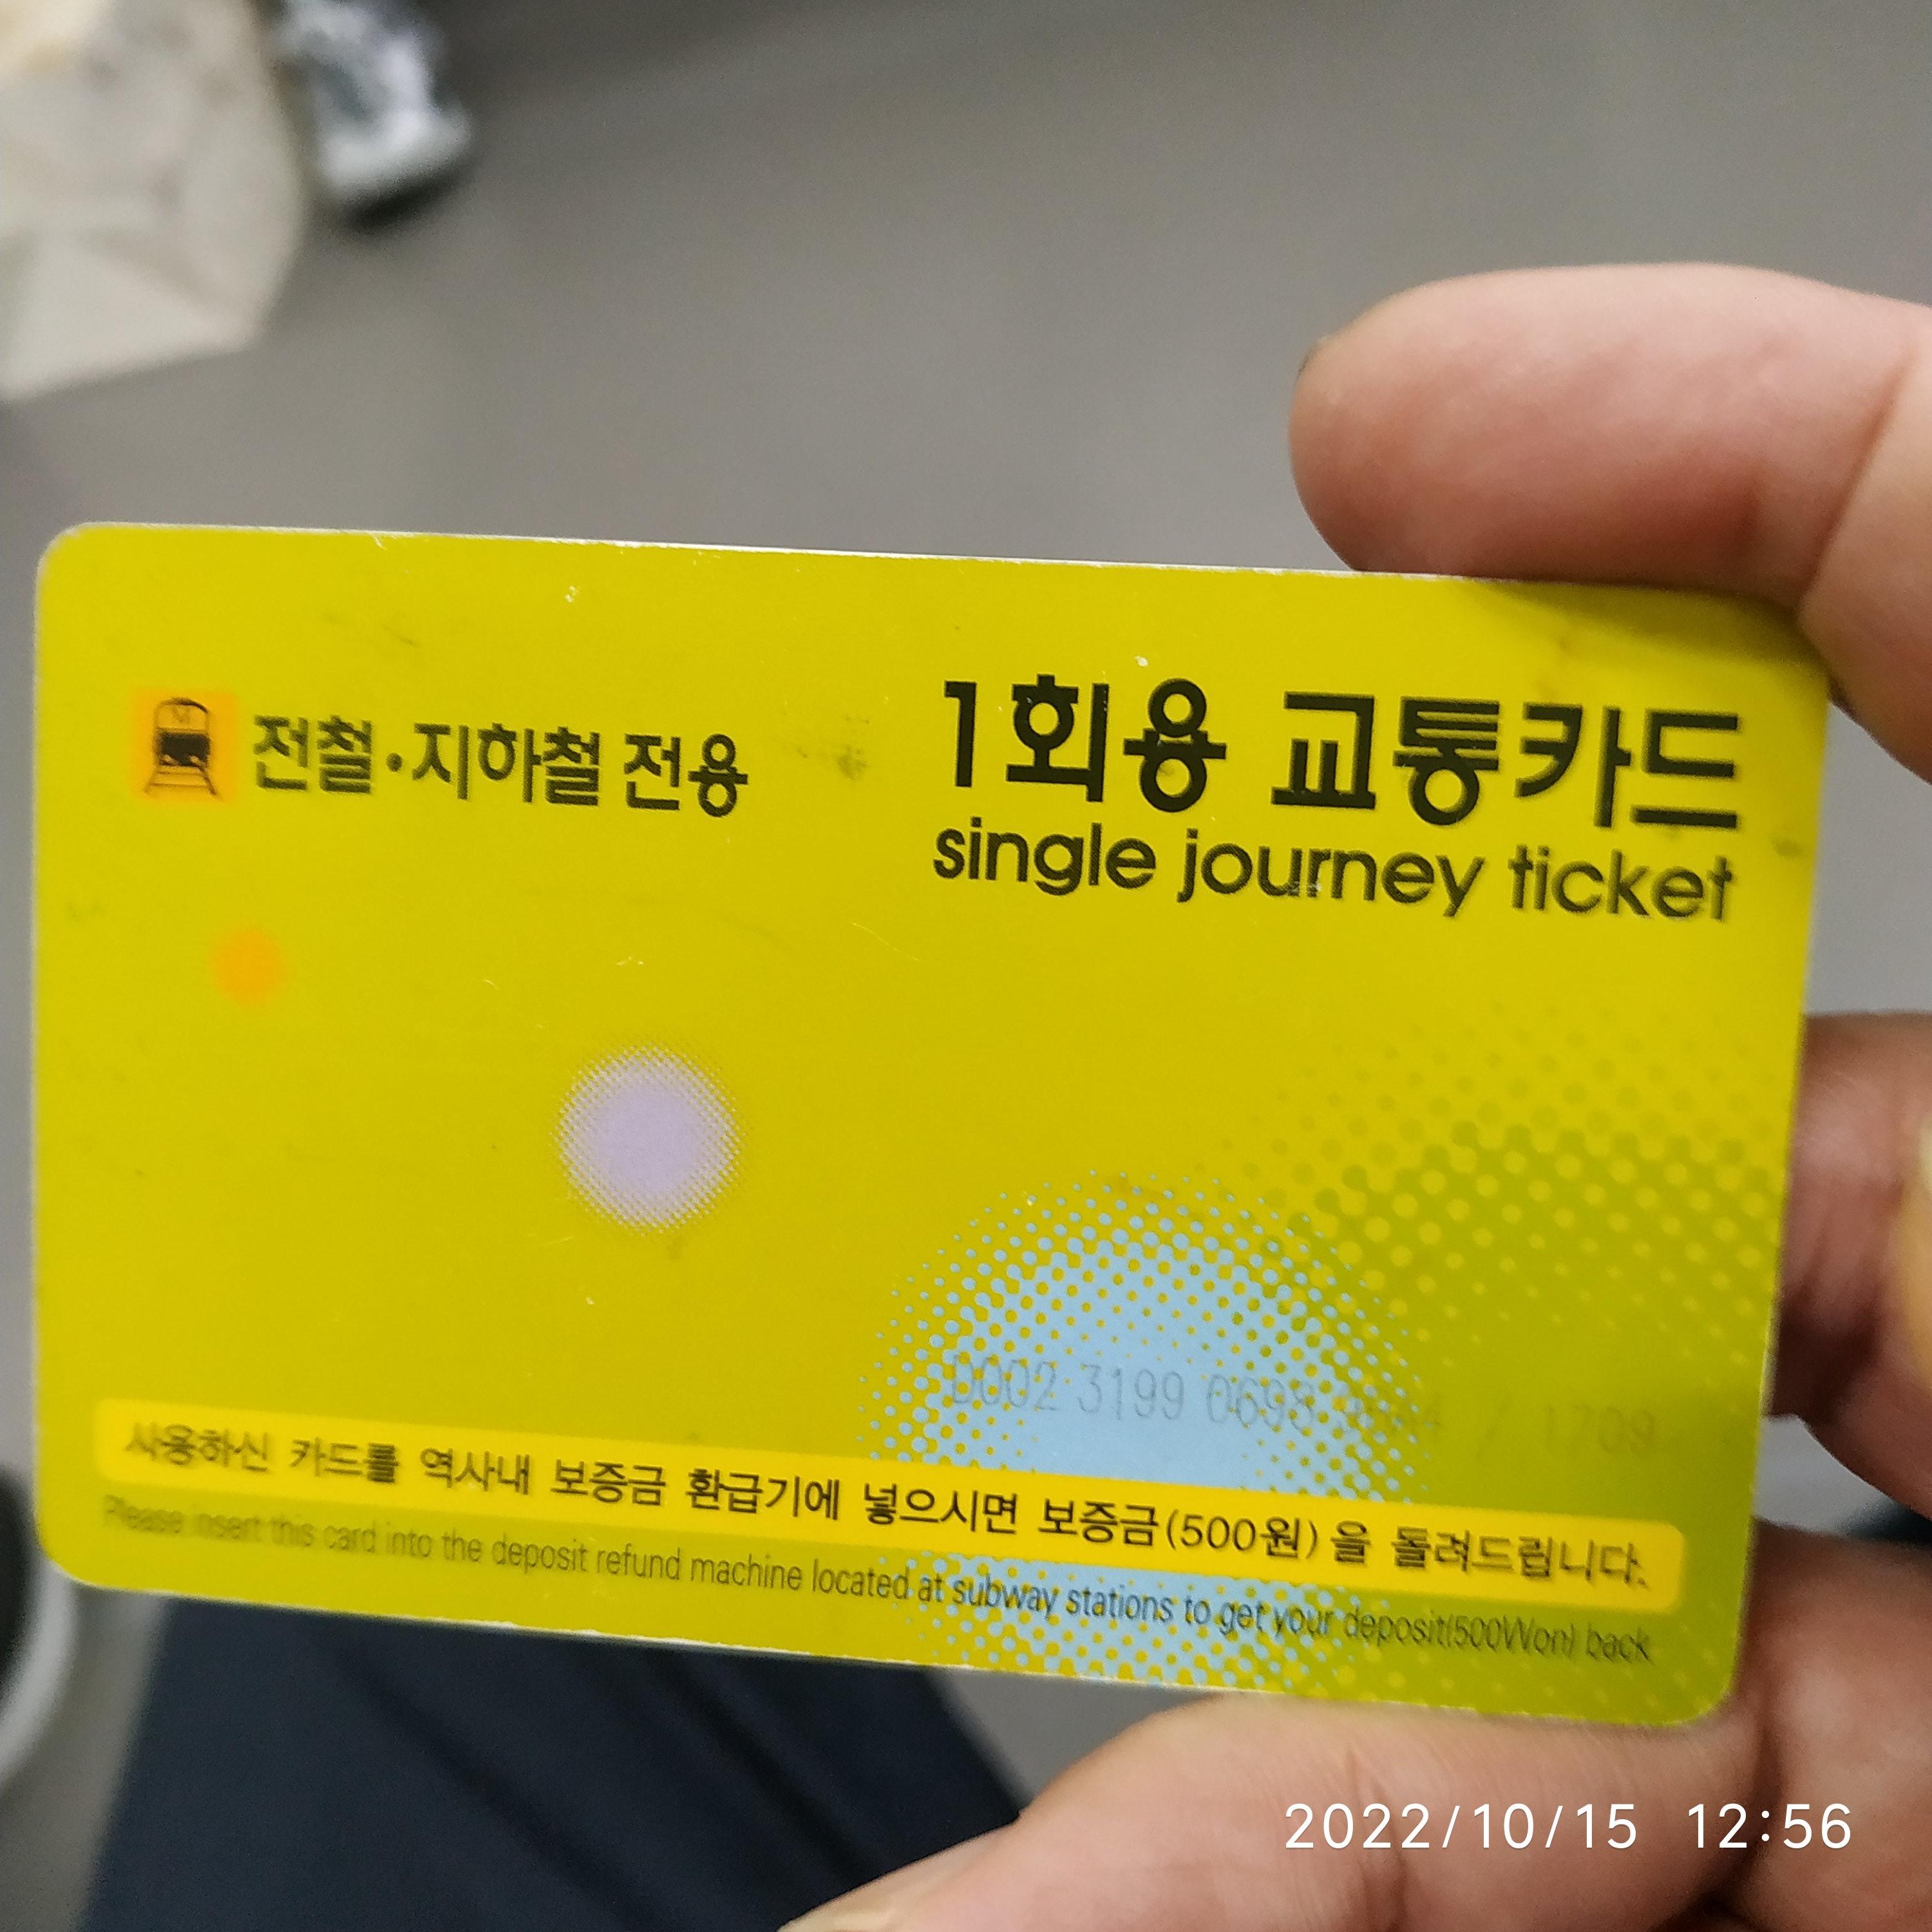 전철·지하철 전용
1회용 교통카드
single journey ticket
D002 3199 0698 / 1709
사용하신 카드를 역사내 보증금 환급기에 넣으시면 보증금(500원)을 돌려드립니다.
Please insert this card into the deposit refund machine located at subway stations to get your deposit(500Won) back
2022/10/15 12:56